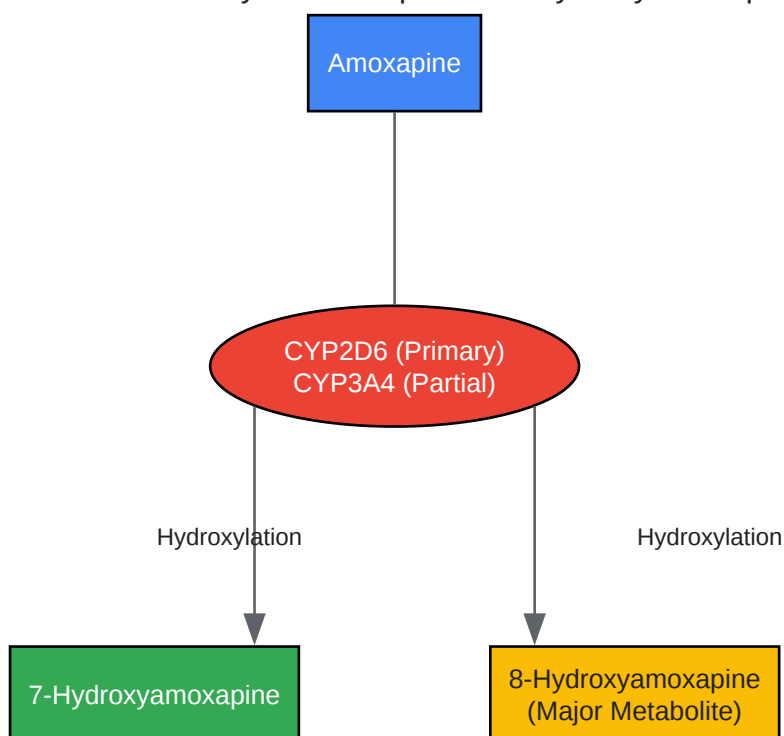 Amoxapine
CYP2D6 (Primary)
CYP3A4 (Partial)
Hydroxylation
Hydroxylation
7-Hydroxyamoxapine
8-Hydroxyamoxapine
(Major Metabolite)